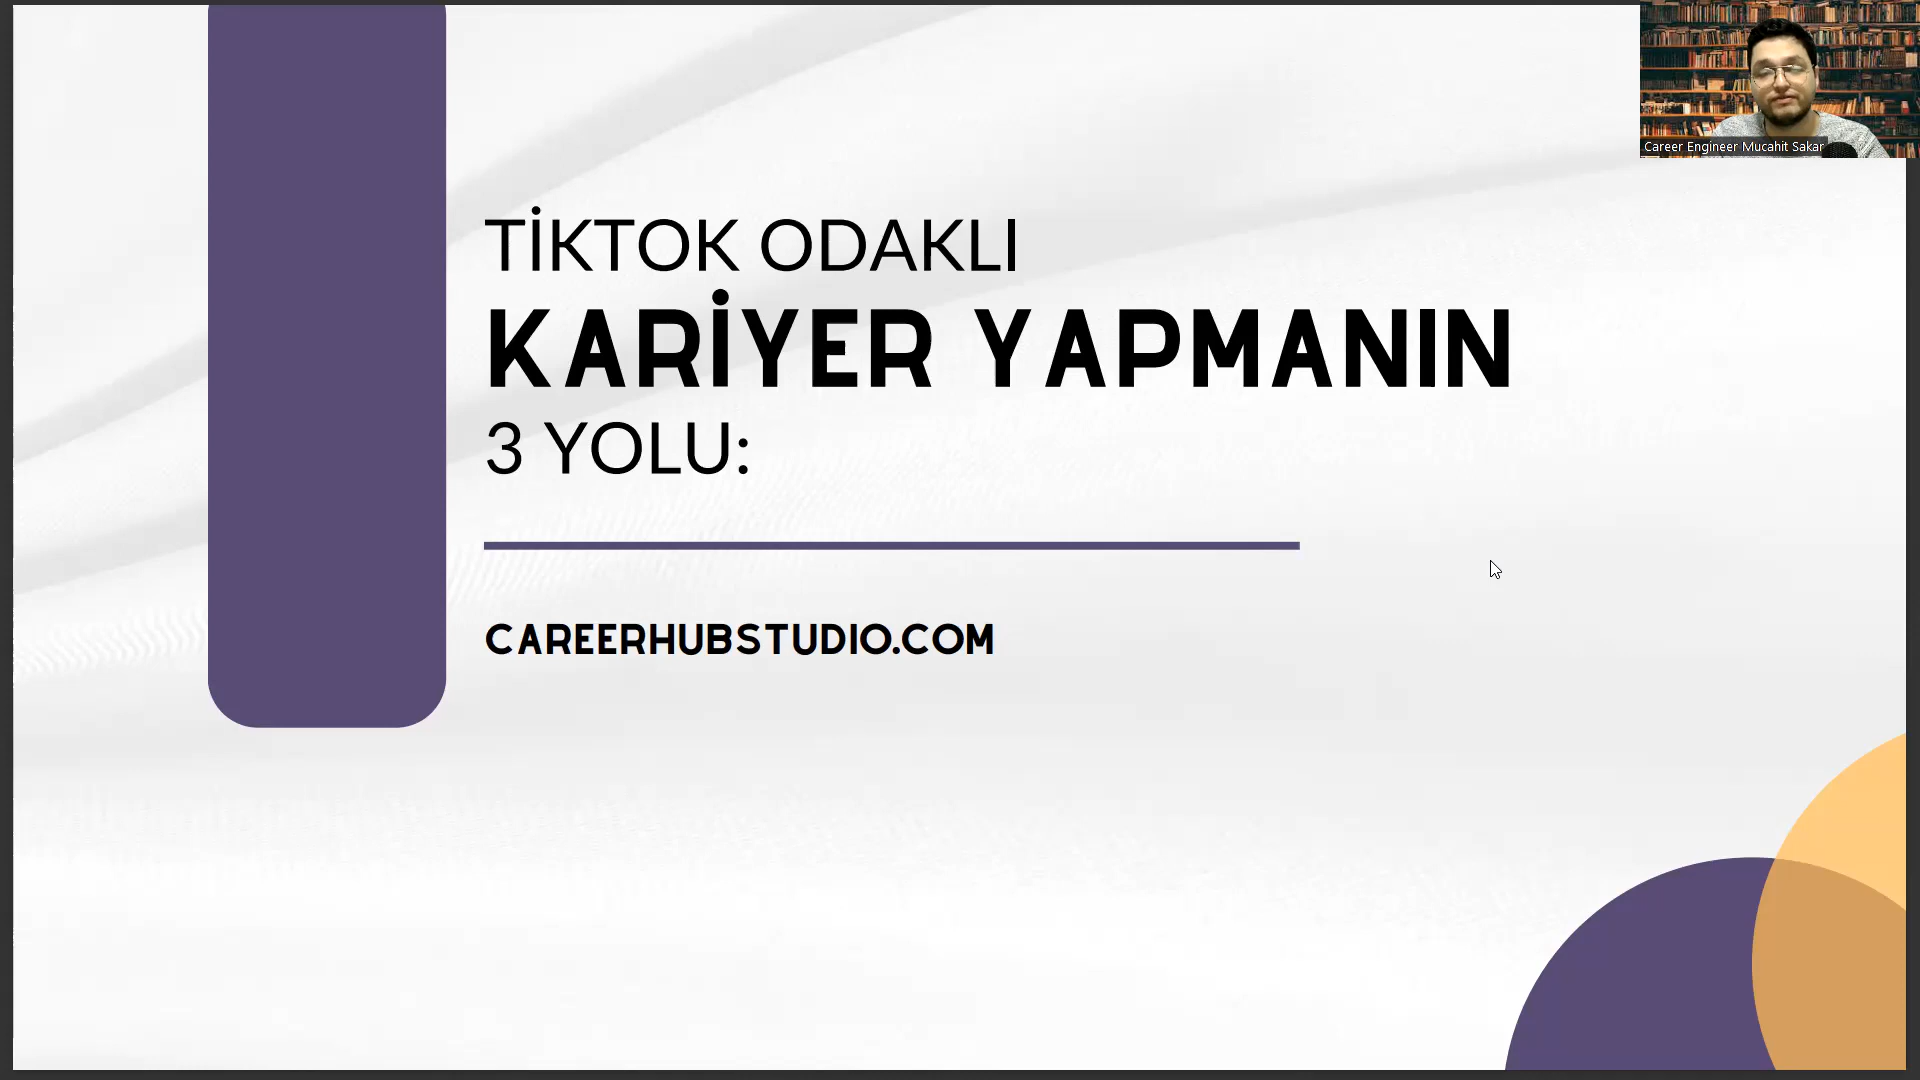 Career Engineer Mucahit Sakar
TİKTOK ODAKLI
KARİYER YAPMANIN
3 YOLU:
CAREERHUBSTUDIO.COM